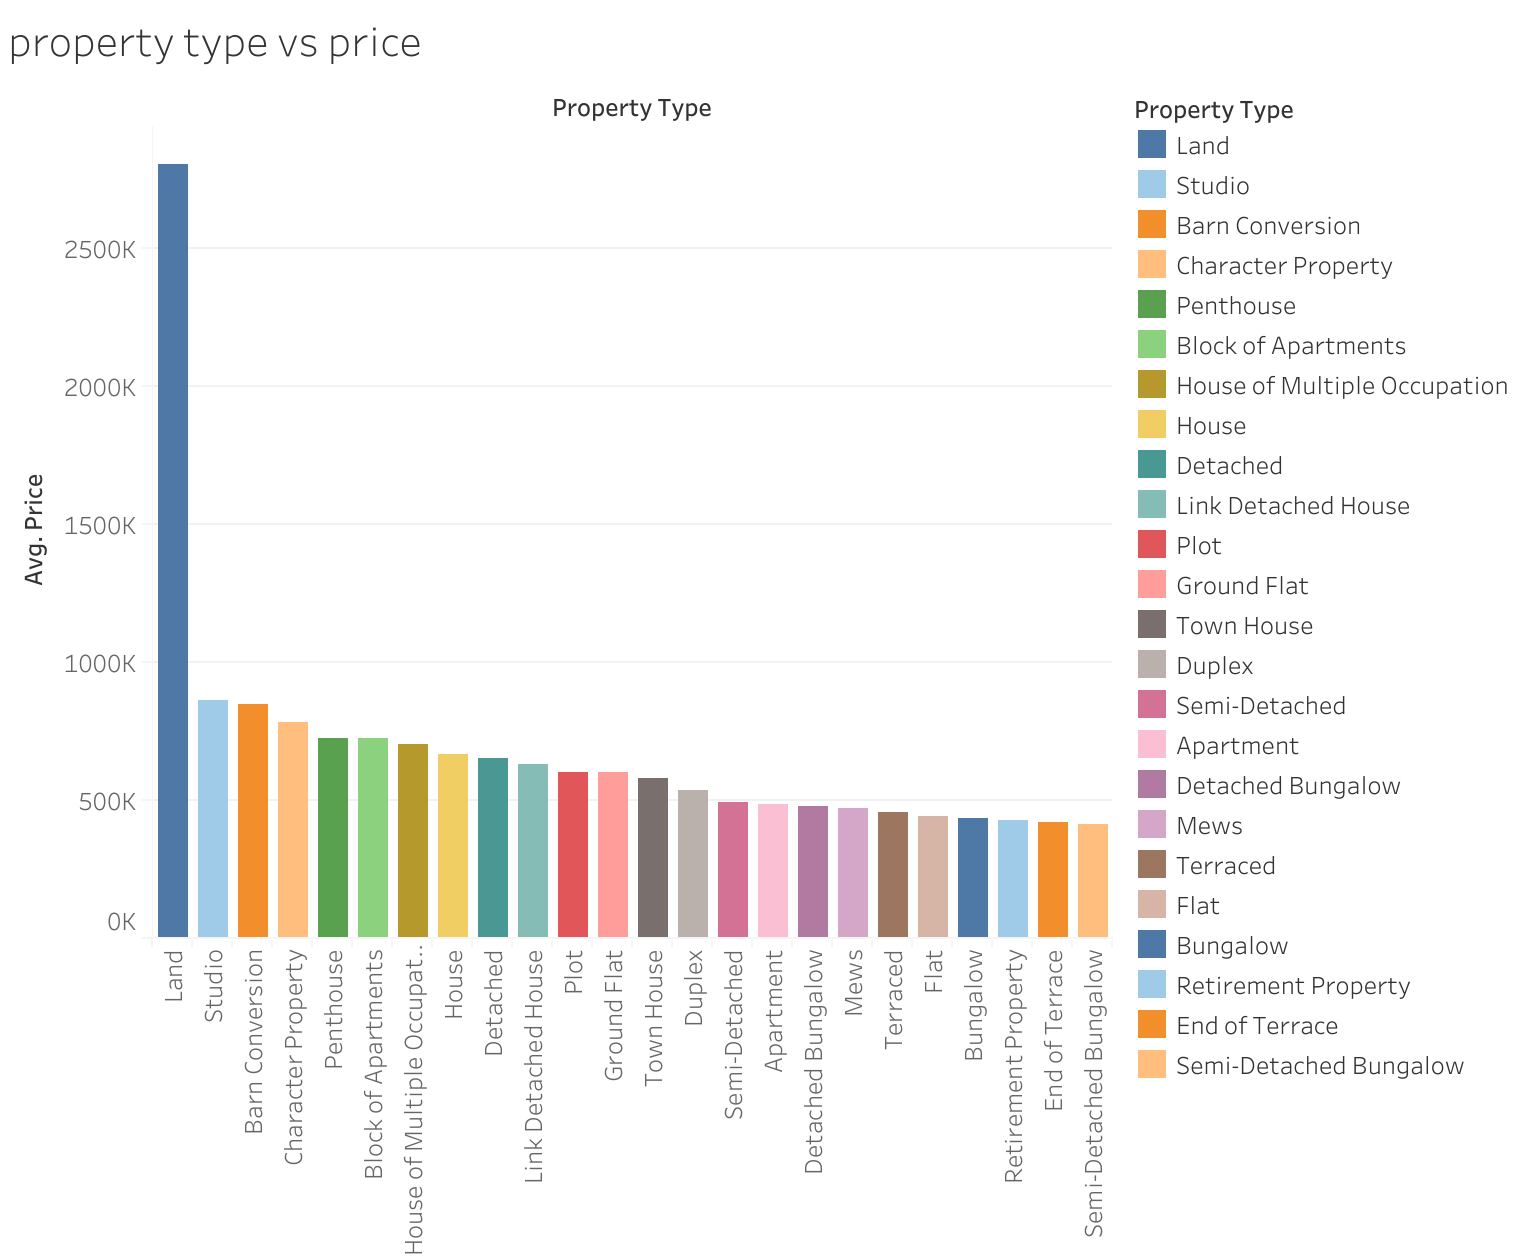 property type vs price
Property Type
Avg. Price
2500K
2000K
1500K
1000K
500K
0K
Land
Studio
Barn Conversion
Character Property
Penthouse
Block of Apartments
House of Multiple Occupat..
House
Detached
Link Detached House
Plot
Ground Flat
Town House
Duplex
Semi-Detached
Apartment
Detached Bungalow
Mews
Terraced
Flat
Bungalow
Retirement Property
End of Terrace
Semi-Detached Bungalow
Property Type
Land
Studio
Barn Conversion
Character Property
Penthouse
Block of Apartments
House of Multiple Occupation
House
Detached
Link Detached House
Plot
Ground Flat
Town House
Duplex
Semi-Detached
Apartment
Detached Bungalow
Mews
Terraced
Flat
Bungalow
Retirement Property
End of Terrace
Semi-Detached Bungalow